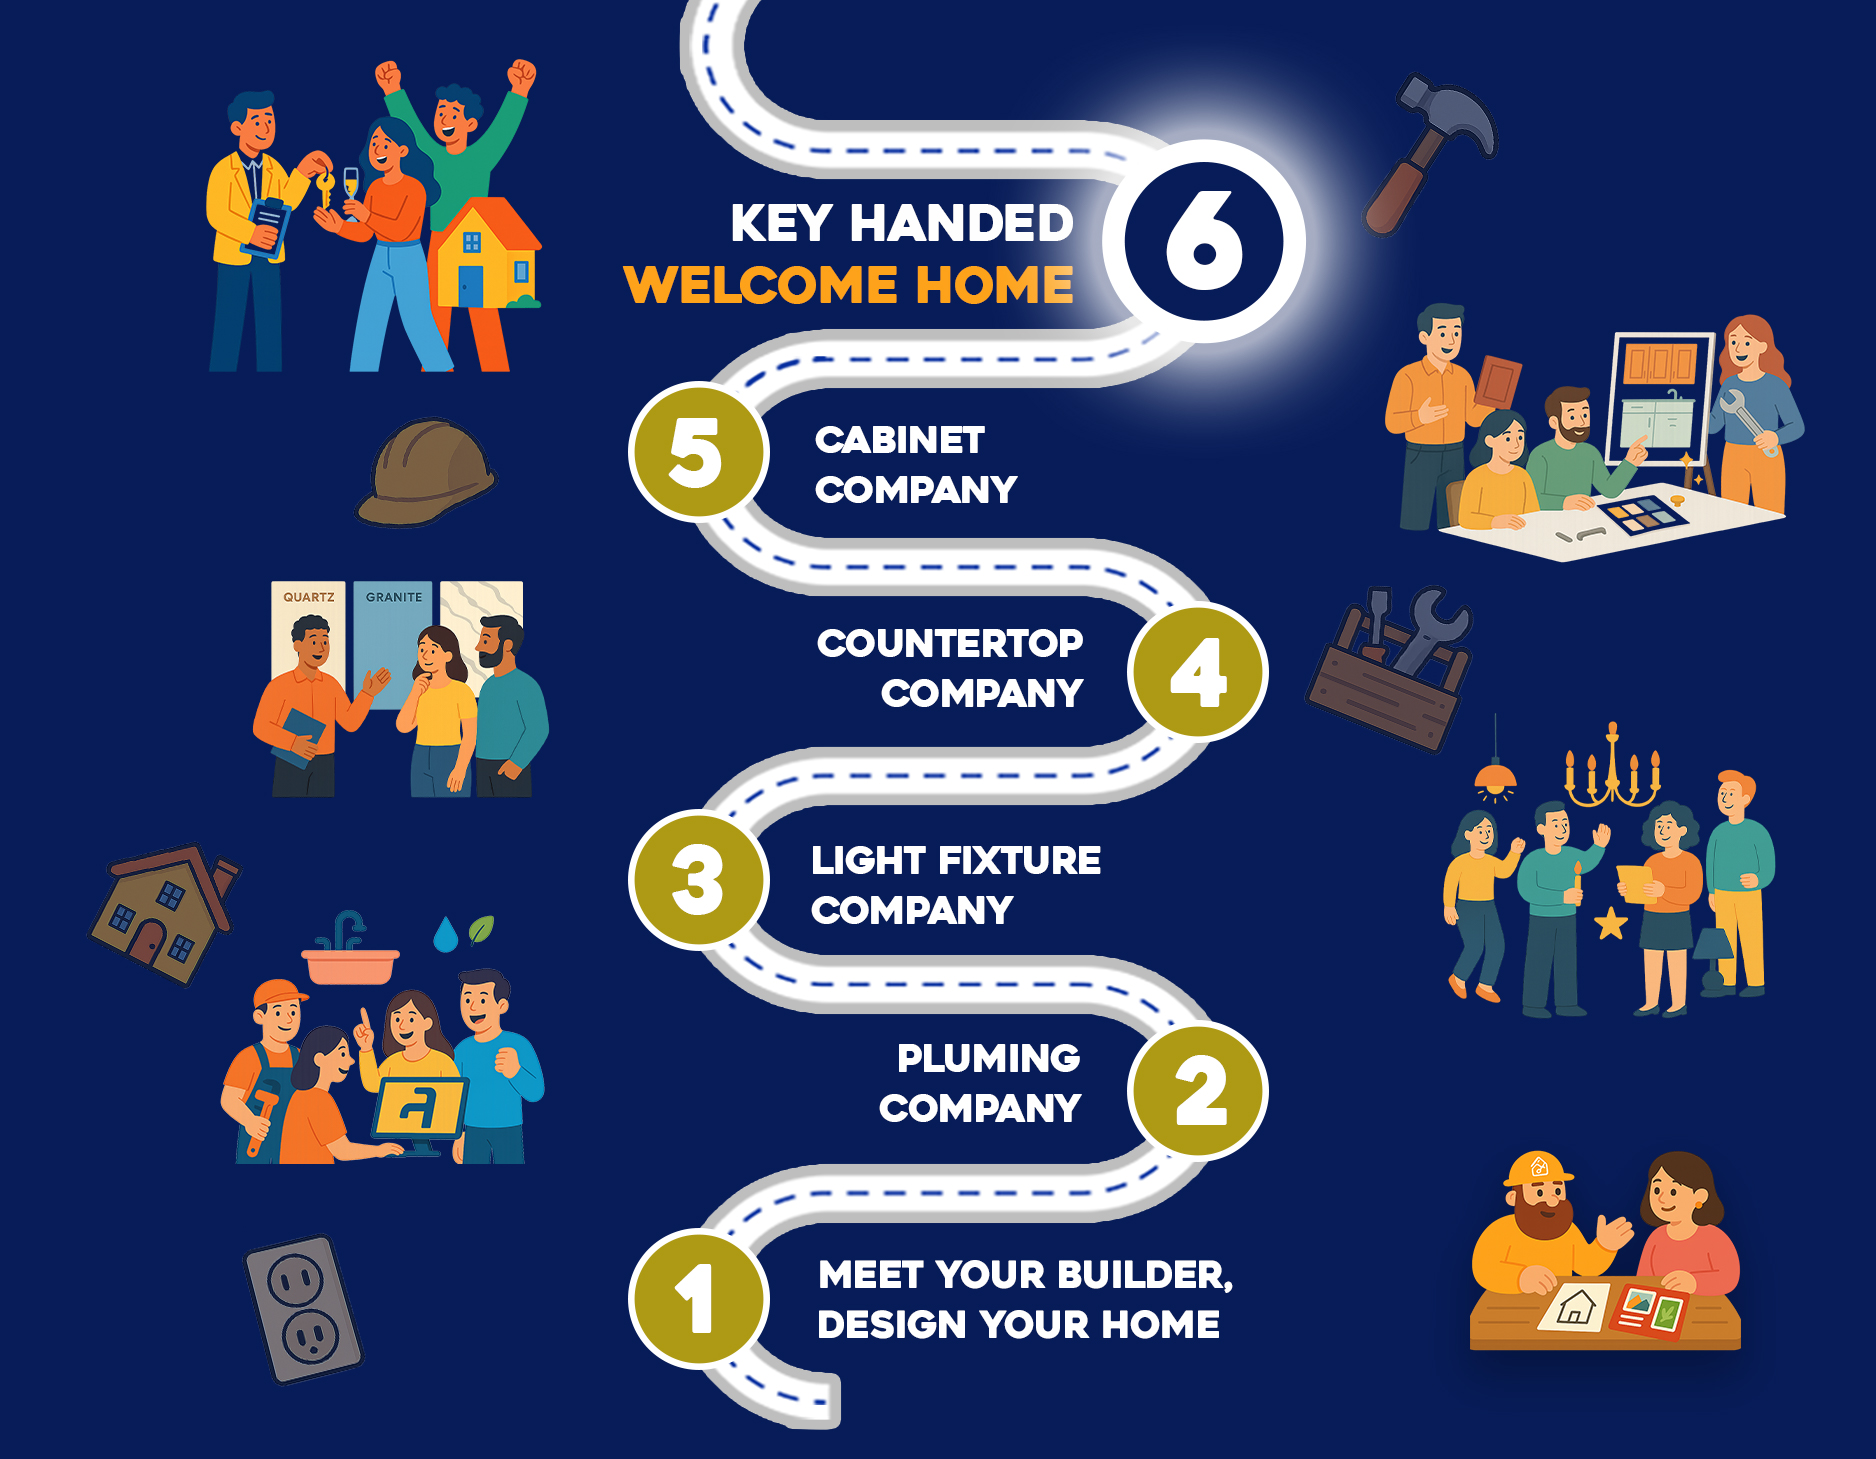 6
KEY HANDED
WELCOME HOME
5
CABINET
COMPANY
QUARTZ
GRANITE
4
COUNTERTOP
COMPANY
3
LIGHT FIXTURE
COMPANY
2
PLUMING
COMPANY
a
1
MEET YOUR BUILDER,
DESIGN YOUR HOME